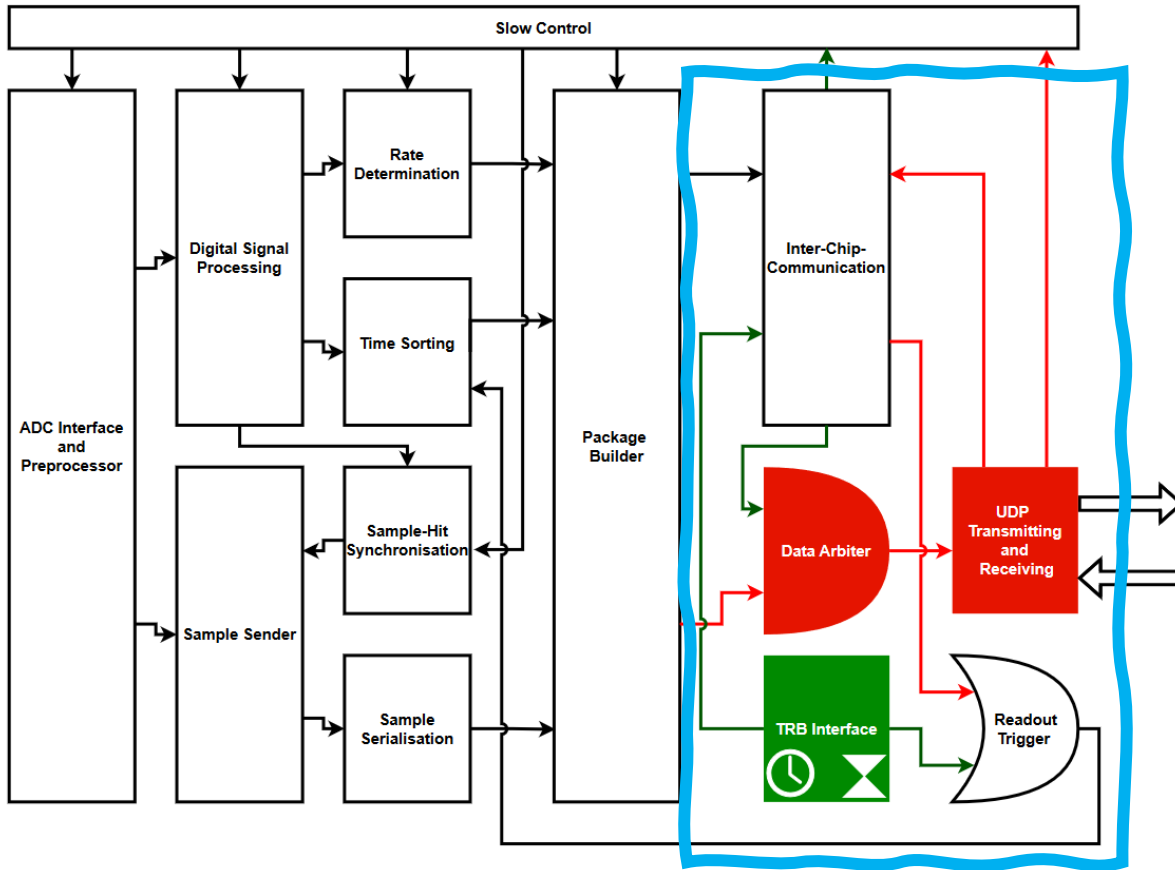 Slow Control
ADC Interface
and
Preprocessor
Digital Signal
Processing
Rate
Determination
Time Sorting
Sample-Hit
Synchronisation
Sample Sender
Sample
Serialisation
Package
Builder
Inter-Chip-
Communication
Data Arbiter
UDP
Transmitting
and
Receiving
TRB Interface
Readout
Trigger